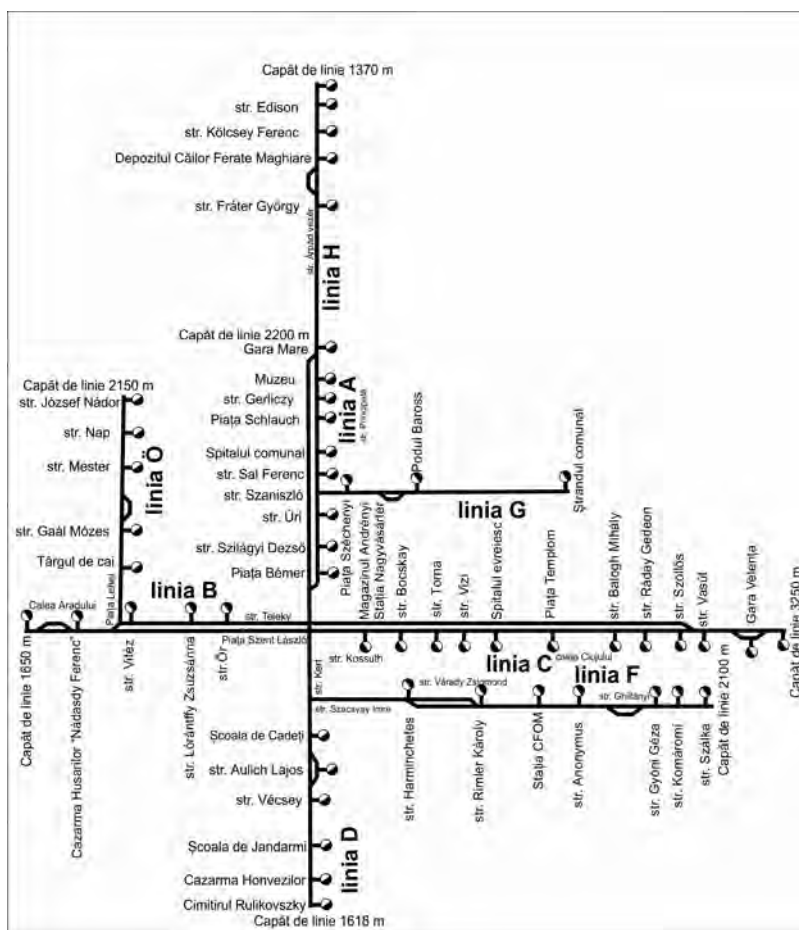 Capăt de linie 1370 m
str. Edison
str. Kölcsey Ferenc
Depozitul Căilor Ferate Maghiare
str. Fráter György
str. Árpád vezér
linia H
Capăt de linie 2200 m
Gara Mare
Muzeu
str. Gerliczy
Piața Schlauch
linia A
str. Principală
Spitalul comunal
str. Sal Ferenc
str. Szaniszló
str. Úri
str. Szilágyi Dezső
Piața Bémer
Capăt de linie 2150 m
str. József Nádor
str. Nap
str. Mester
linia Ö
str. Gaál Mózes
Târgul de cai
Piața Széchenyi
Podul Baross
Ștrandul comunal
linia G
Piața Lehel
linia B
Calea Aradului
str. Teleky
Piața Szent László
Capăt de linie 1650 m
Cazarma Husarilor "Nádasdy Ferenc"
str. Vitéz
str. Lórántffy Zsuzsánna
str. Őr
Magazinul Andrényi
Stația Nagyvásártér
str. Bocskay
str. Torna
str. Vízi
Spitalul evreiesc
Piața Templom
str. Balogh Mihály
str. Ráday Gedeon
str. Szőllős
str. Vasút
Gara Velența
Capăt de linie 3250 m
str. Kossuth
linia C
calea Clujului
linia F
str. Kert
str. Szacsvay Imre
str. Várady Zsigmond
str. Ghillányi
Capăt de linie 2100 m
str. Harminchetes
str. Rimler Károly
Stația CFOM
str. Anonymus
str. Gyóni Géza
str. Komáromi
str. Szálka
Școala de Cadeți
str. Aulich Lajos
str. Vécsey
Școala de Jandarmi
Cazarma Honvezilor
Cimitirul Rulikovszky
linia D
Capăt de linie 1618 m